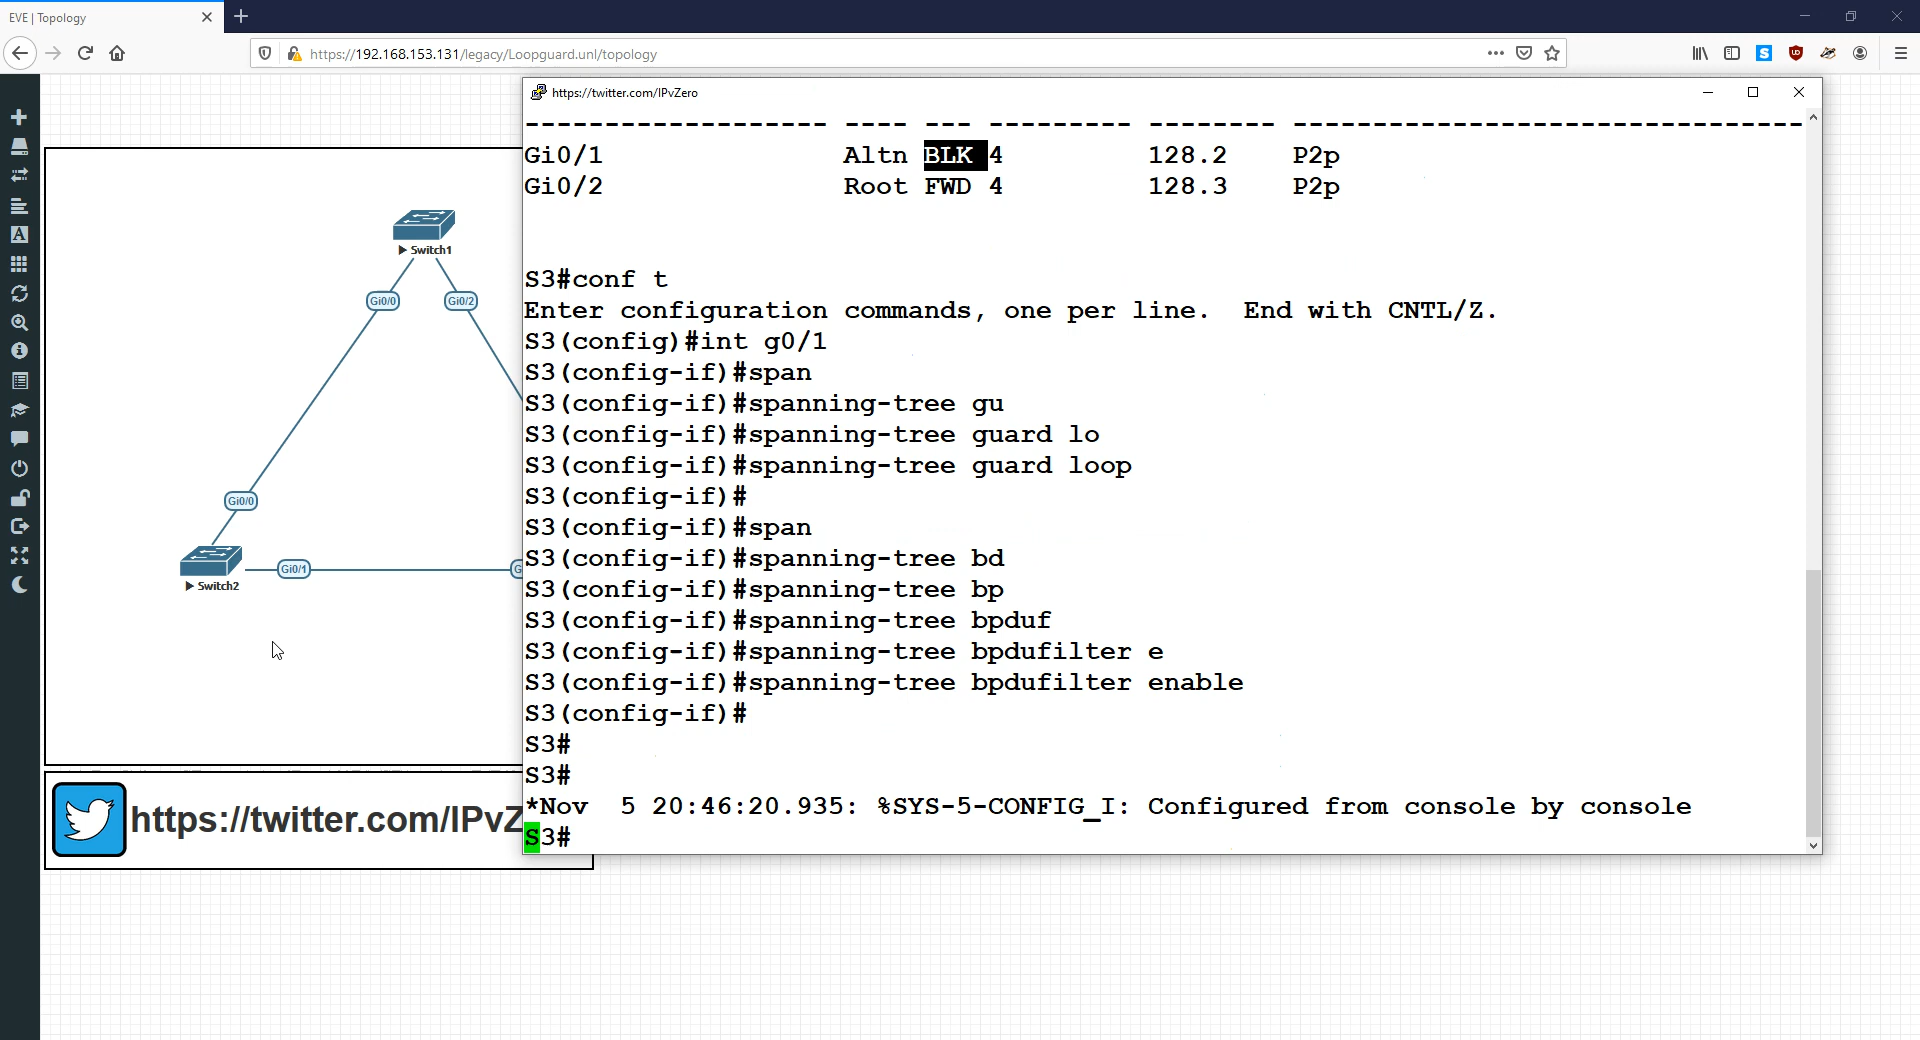 EVE | Topology
https://192.168.153.131/legacy/Loopguard.unl/topology
https://twitter.com/IPvZero
------------------- ---- --- --------- -------- --------------------------------
Gi0/1 Altn BLK 4 128.2 P2p
Gi0/2 Root FWD 4 128.3 P2p
S3#conf t
Enter configuration commands, one per line. End with CNTL/Z.
S3(config)#int g0/1
S3(config-if)#span
S3(config-if)#spanning-tree gu
S3(config-if)#spanning-tree guard lo
S3(config-if)#spanning-tree guard loop
S3(config-if)#
S3(config-if)#span
S3(config-if)#spanning-tree bd
S3(config-if)#spanning-tree bp
S3(config-if)#spanning-tree bpduf
S3(config-if)#spanning-tree bpdufilter e
S3(config-if)#spanning-tree bpdufilter enable
S3(config-if)#
S3#
S3#
*Nov 5 20:46:20.935: %SYS-5-CONFIG_I: Configured from console by console
S3#
Switch1
Gi0/0
Gi0/2
Gi0/0
Gi0/1
G
Switch2
https://twitter.com/IPvZ